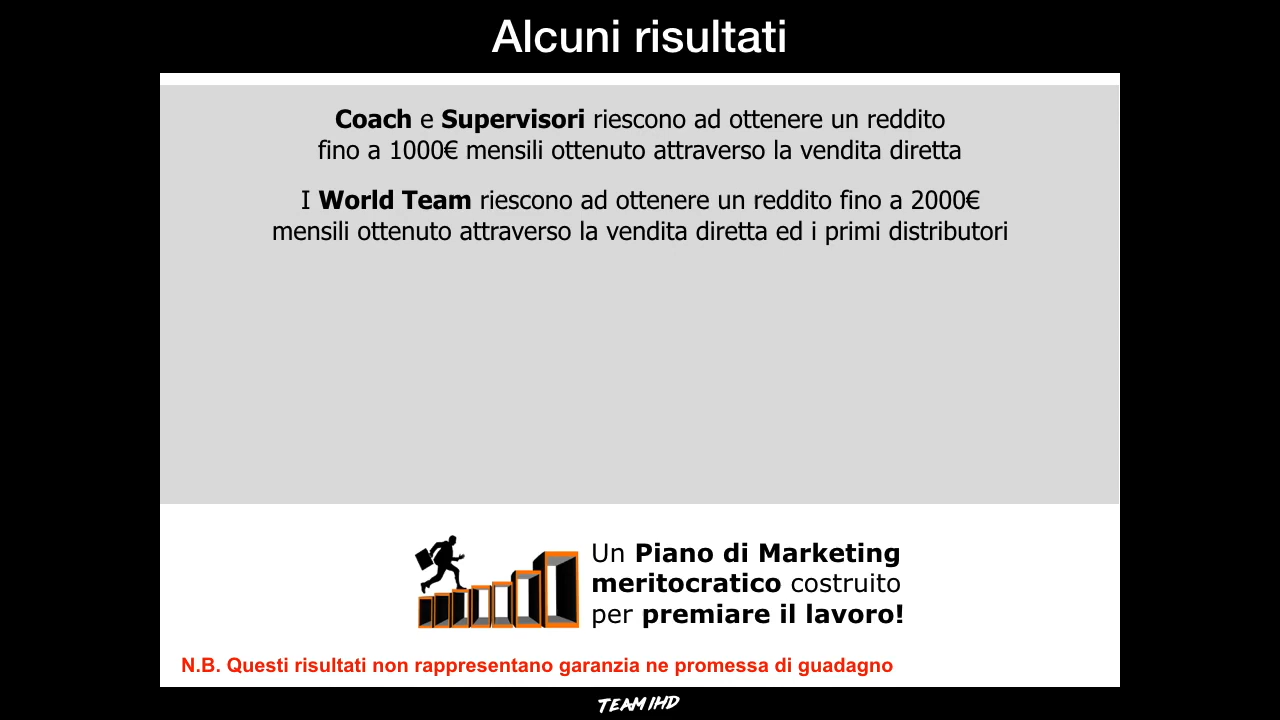 Alcuni risultati
Coach e Supervisori riescono ad ottenere un reddito
fino a 1000€ mensili ottenuto attraverso la vendita diretta
I World Team riescono ad ottenere un reddito fino a 2000€
mensili ottenuto attraverso la vendita diretta ed i primi distributori
Un Piano di Marketing
meritocratico costruito
per premiare il lavoro!
N.B. Questi risultati non rappresentano garanzia ne promessa di guadagno
TEAM IHD